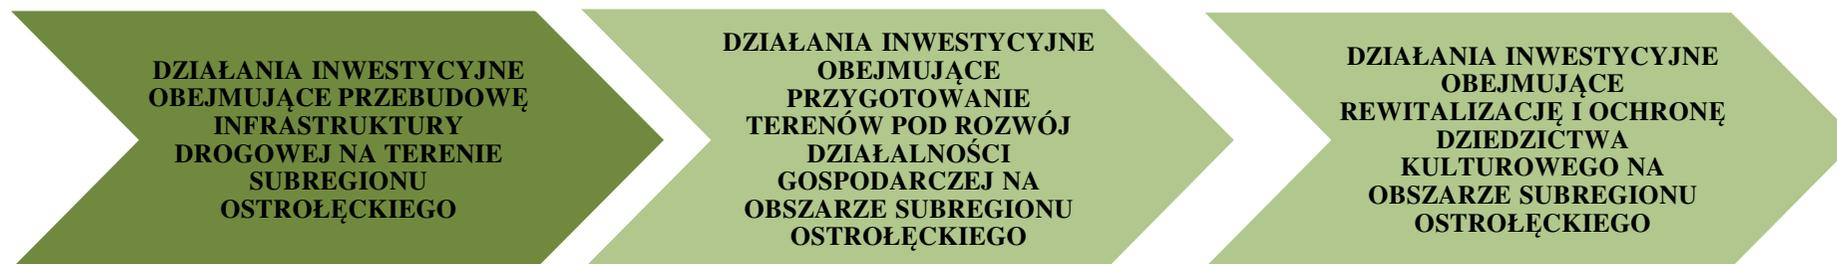 DZIAŁANIA INWESTYCYJNE
OBEJMUJĄCE PRZEBUDOWĘ
INFRASTRUKTURY
DROGOWEJ NA TERENIE
SUBREGIONU
OSTROŁĘCKIEGO
DZIAŁANIA INWESTYCYJNE
OBEJMUJĄCE
PRZYGOTOWANIE
TERENÓW POD ROZWÓJ
DZIAŁALNOŚCI
GOSPODARCZEJ NA
OBSZARZE SUBREGIONU
OSTROŁĘCKIEGO
DZIAŁANIA INWESTYCYJNE
OBEJMUJĄCE
REWITALIZACJĘ I OCHRONĘ
DZIEDZICTWA
KULTUROWEGO NA
OBSZARZE SUBREGIONU
OSTROŁĘCKIEGO